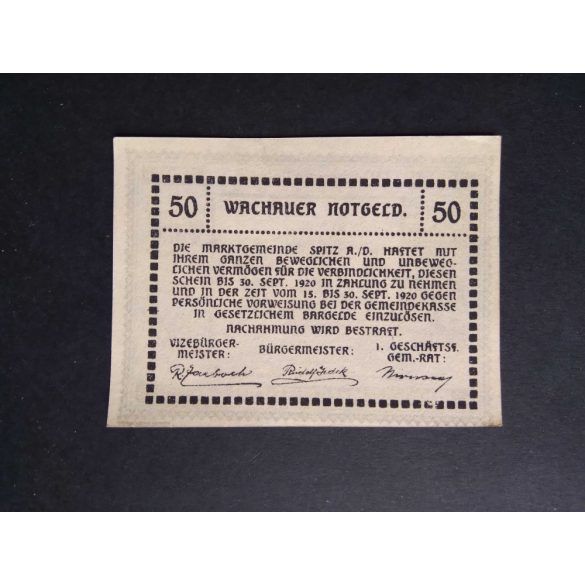 50 WACHAUER NOTGELD. 50
DIE MARKTGEMEINDE SPITZ A./D. HAFTET MIT
IHREM GANZEN BEWEGLICHEN UND UNBEWEG-
LICHEN VERMÖGEN FÜR DIE VERBINDLICHKEIT, DIESEN
SCHEIN BIS 30. SEPT. 1920 IN ZAHLUNG ZU NEHMEN
UND IN DER ZEIT VOM 15. BIS 30. SEPT. 1920 GEGEN
PERSÖNLICHE VORWEISUNG BEI DER GEMEINDEKASSE
IN GESETZLICHEM BARGELDE EINZULÖSEN.
NACHAHMUNG WIRD BESTRAFT.
VIZEBÜRGER-
MEISTER:
BÜRGERMEISTER:
1. GESCHÄFTSF.
GEM.-RAT: